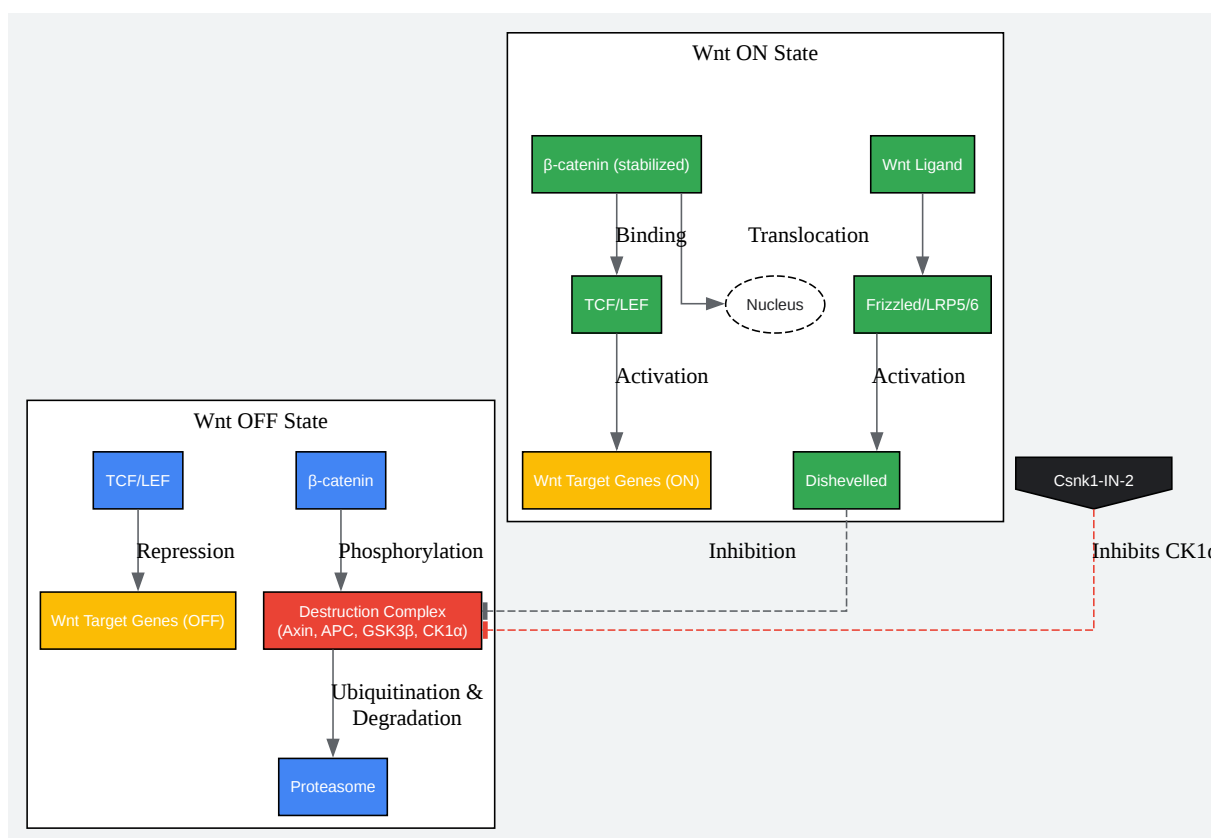 Wnt ON State
β-catenin (stabilized)
Wnt Ligand
Binding
Translocation
TCF/LEF
Nucleus
Frizzled/LRP5/6
Activation
Activation
Wnt Target Genes (ON)
Dishevelled
Csnk1-IN-2
Inhibition
Inhibits CK1α
Wnt OFF State
TCF/LEF
β-catenin
Repression
Phosphorylation
Wnt Target Genes (OFF)
Destruction Complex
(Axin, APC, GSK3β, CK1α)
Ubiquitination &
Degradation
Proteasome